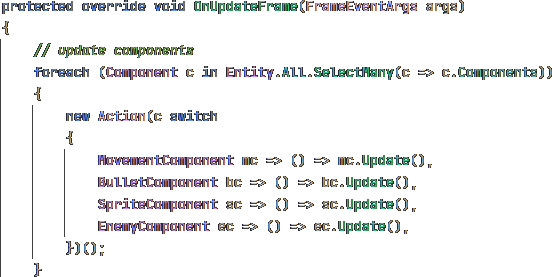 protected override void OnUpdateFrame(FrameEventArgs args)
{
// update components
foreach (Component c in Entity.All.SelectMany(c => c.Components))
{
new Action(c switch
{
MovementComponent mc => () => mc.Update(),
BulletComponent bc => () => bc.Update(),
SpriteComponent sc => () => sc.Update(),
EnemyComponent ec => () => ec.Update(),
})();
}